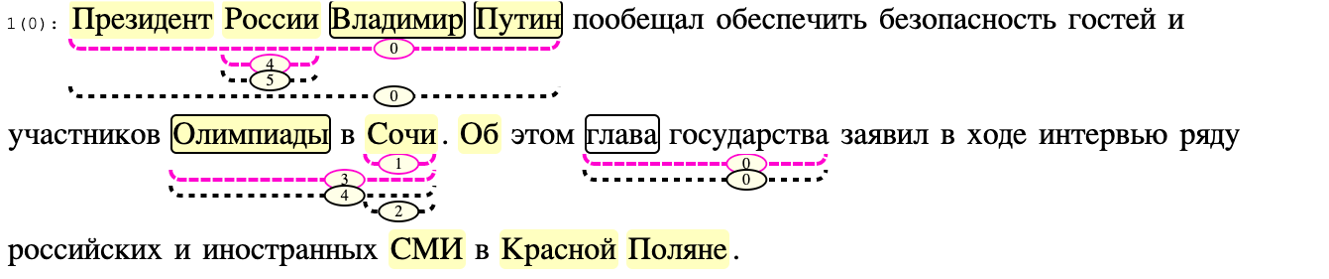 1(0): Президент России Владимир Путин пообещал обеспечить безопасность гостей и
0
4
5
0
участников Олимпиады в Сочи. Об этом глава государства заявил в ходе интервью ряду
1 0
3 0
4
2
российских и иностранных СМИ в Красной Поляне.